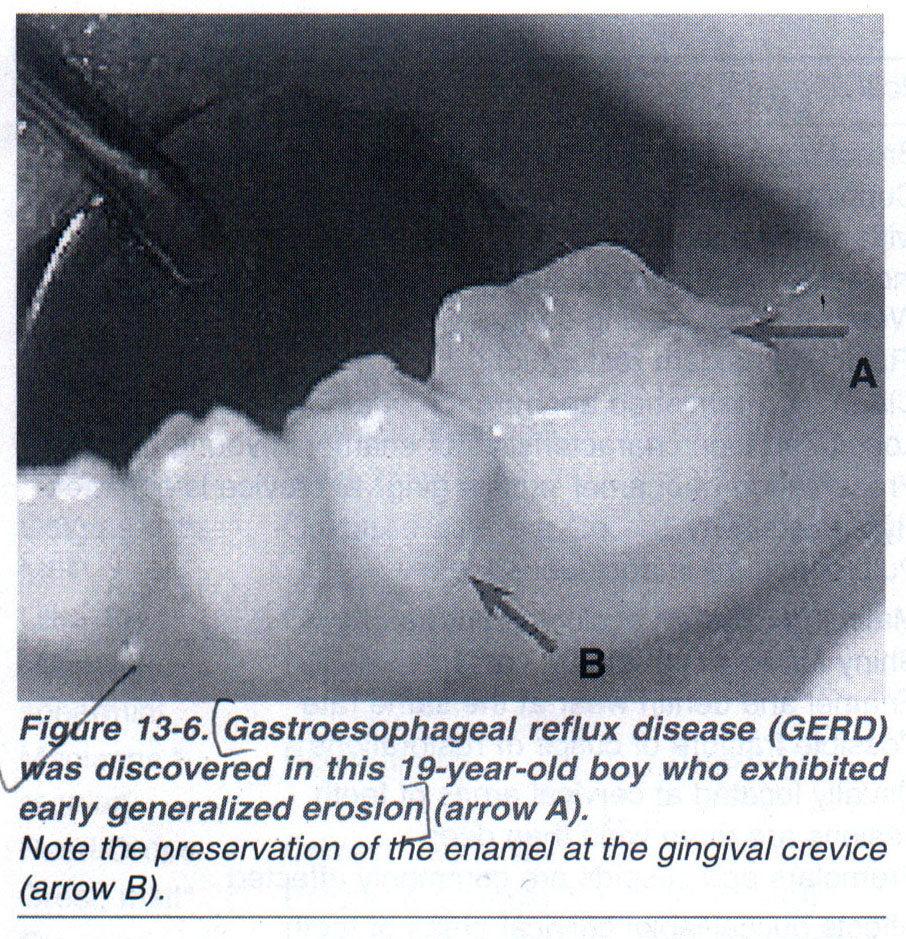 A
B
Figure 13-6. Gastroesophageal reflux disease (GERD)
was discovered in this 19-year-old boy who exhibited
early generalized erosion (arrow A).
Note the preservation of the enamel at the gingival crevice
(arrow B).